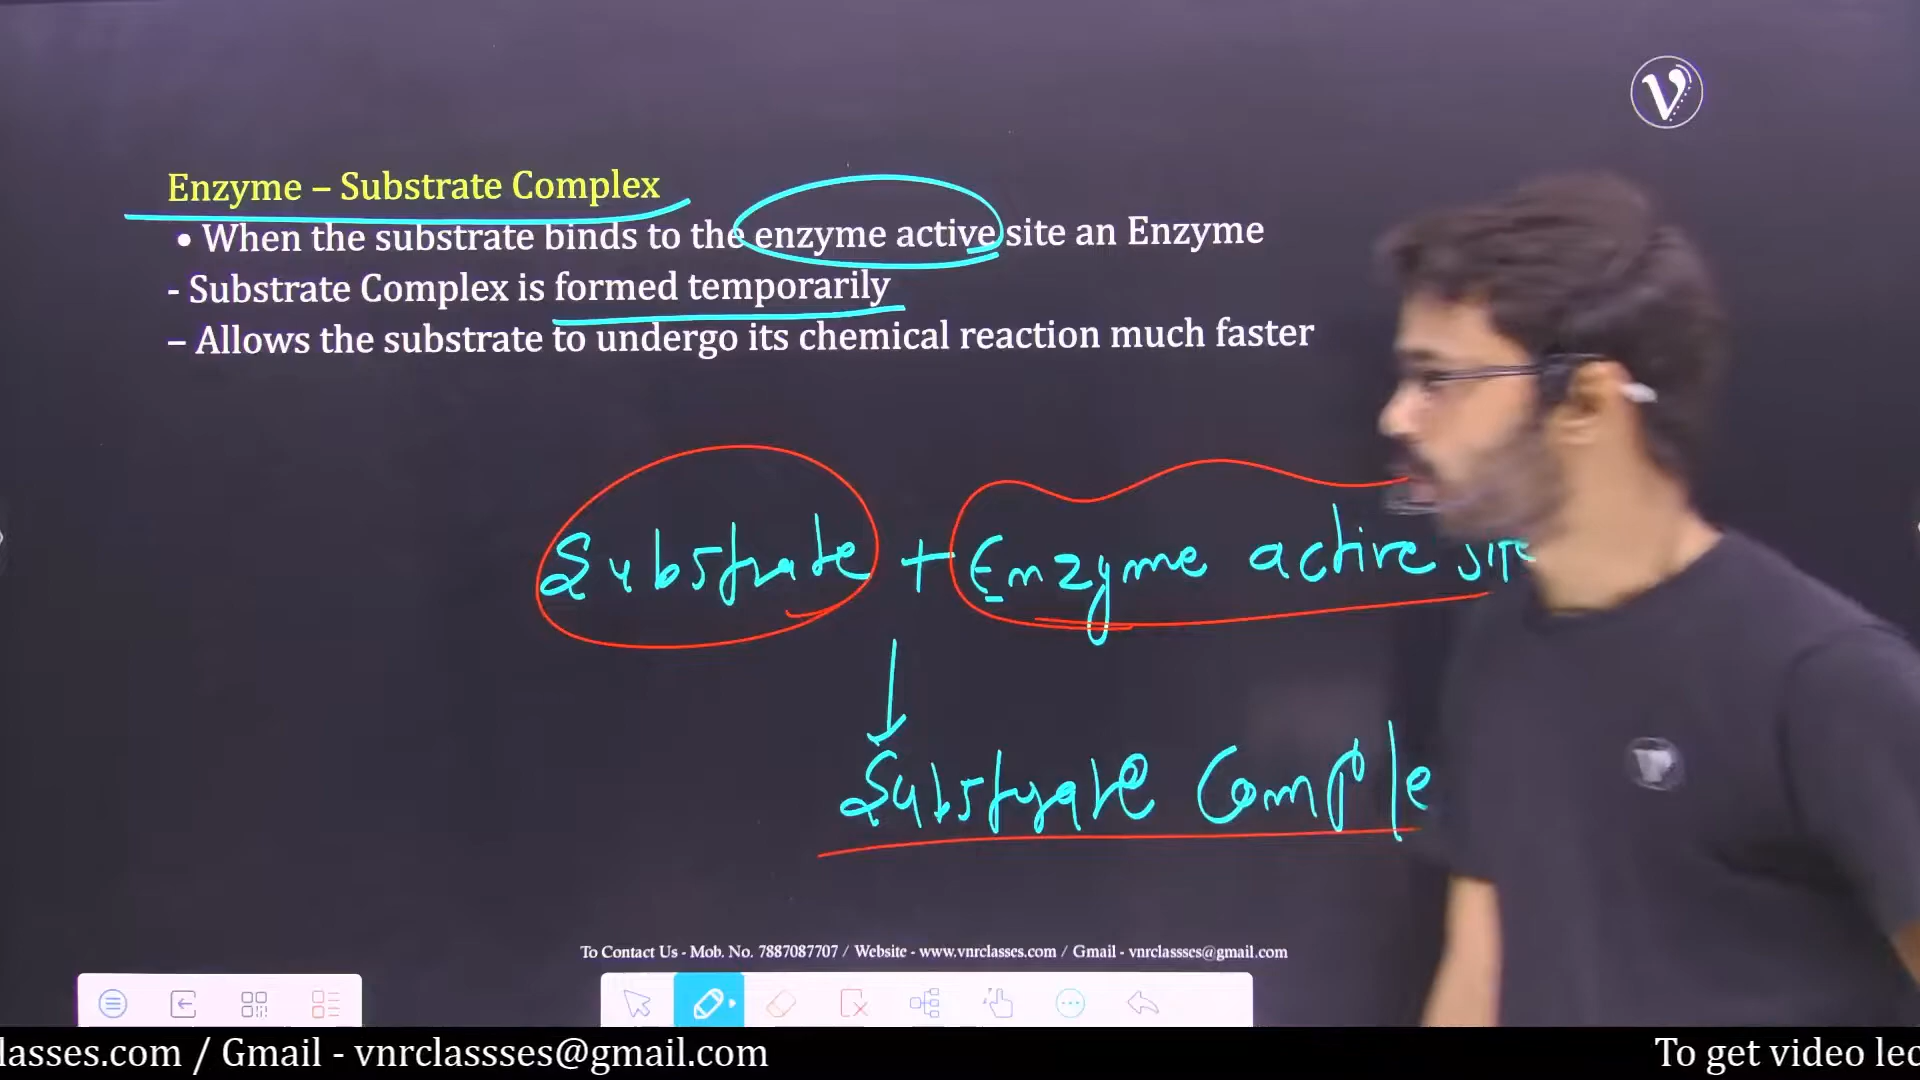 V
Enzyme – Substrate Complex
• When the substrate binds to the enzyme active site an Enzyme
- Substrate Complex is formed temporarily
– Allows the substrate to undergo its chemical reaction much faster
Substrate + Enzyme active site
Substrate Comple
To Contact Us - Mob. No. 7887087707 / Website - www.vnrclasses.com / Gmail - vnrclassses@gmail.com
lasses.com / Gmail - vnrclassses@gmail.com To get video lec